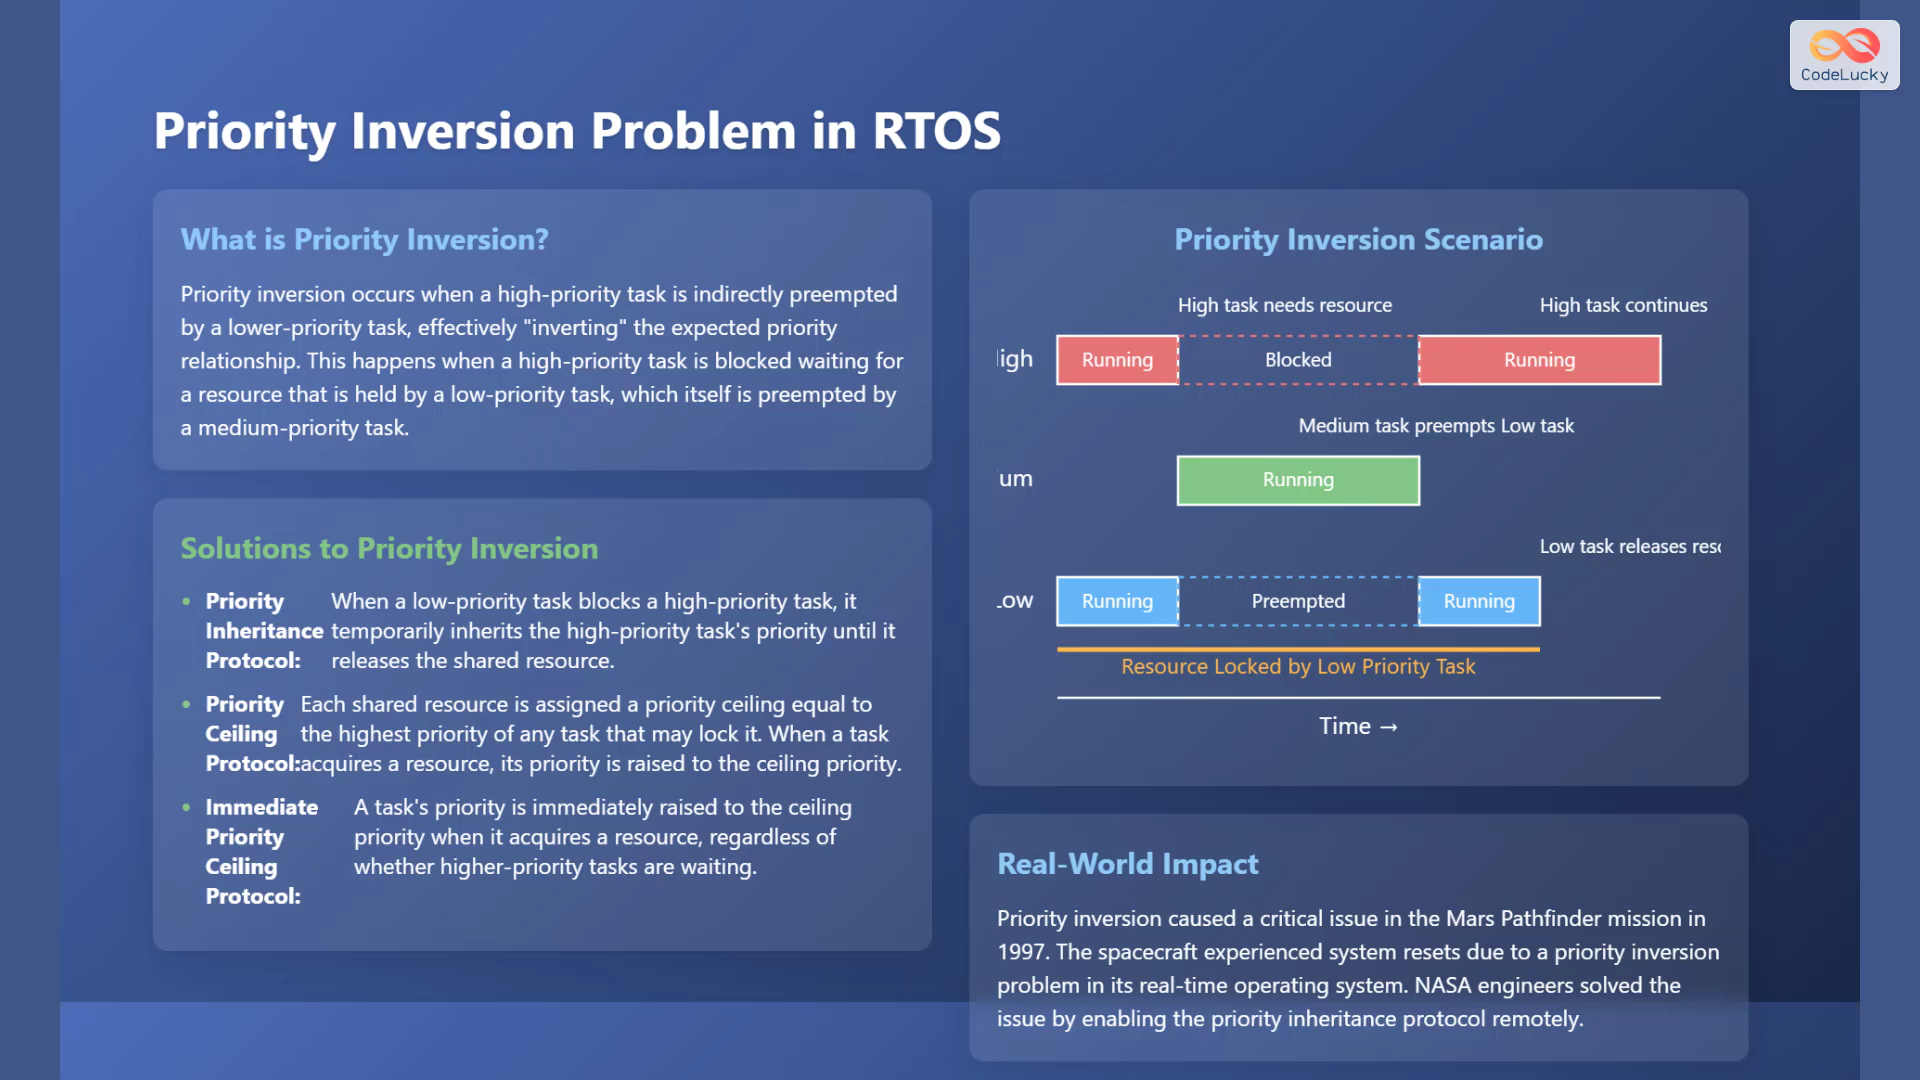 CodeLucky
Priority Inversion Problem in RTOS
What is Priority Inversion?
Priority inversion occurs when a high-priority task is indirectly preempted
by a lower-priority task, effectively "inverting" the expected priority
relationship. This happens when a high-priority task is blocked waiting for
a resource that is held by a low-priority task, which itself is preempted by
a medium-priority task.
Solutions to Priority Inversion
• Priority Inheritance Protocol:
When a low-priority task blocks a high-priority task, it
temporarily inherits the high-priority task's priority until it
releases the shared resource.
• Priority Ceiling Protocol:
Each shared resource is assigned a priority ceiling equal to
the highest priority of any task that may lock it. When a task
acquires a resource, its priority is raised to the ceiling priority.
• Immediate Priority Ceiling Protocol:
A task's priority is immediately raised to the ceiling
priority when it acquires a resource, regardless of
whether higher-priority tasks are waiting.
Priority Inversion Scenario
High task needs resource High task continues
igh Running Blocked Running
Medium task preempts Low task
um Running
Low task releases
ow Running Preempted Running
Resource Locked by Low Priority Task
Time →
Real-World Impact
Priority inversion caused a critical issue in the Mars Pathfinder mission in
1997. The spacecraft experienced system resets due to a priority inversion
problem in its real-time operating system. NASA engineers solved the
issue by enabling the priority inheritance protocol remotely.